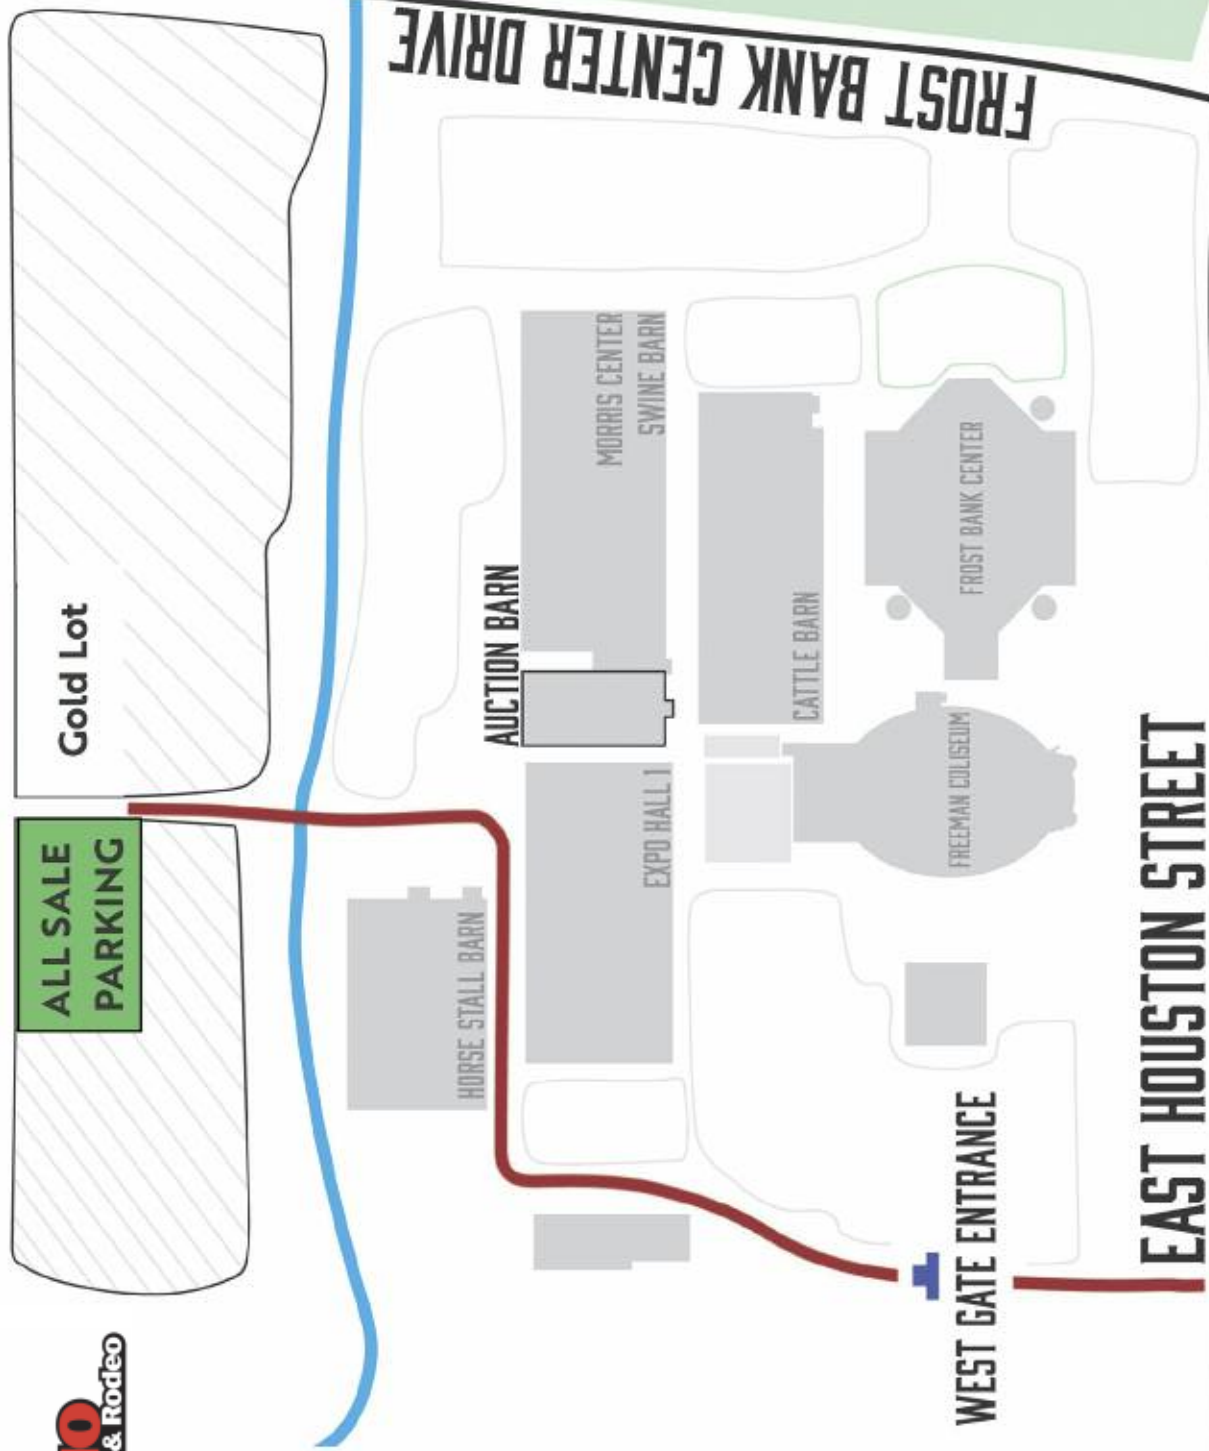 FROST BANK CENTER DRIVE
Gold Lot
ALL SALE
PARKING
MORRIS CENTER
SWINE BARN
AUCTION BARN
CATTLE BARN
FROST BANK CENTER
EXPO HALL 1
FREEMAN COLISEUM
HORSE STALL BARN
WEST GATE ENTRANCE
EAST HOUSTON STREET
& Rodeo